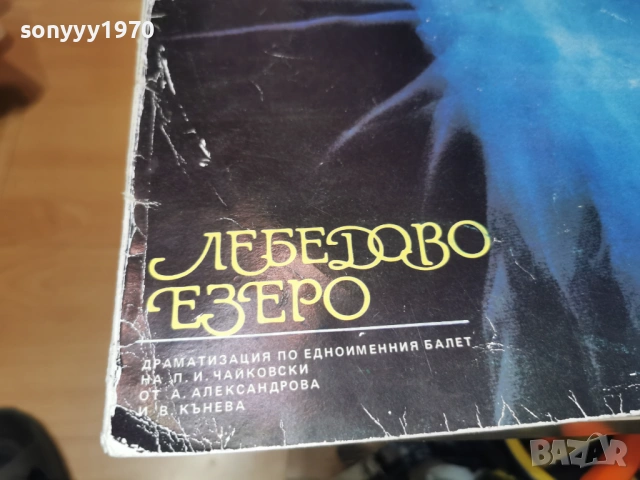 sonyyy1970
ЛЕБЕДОВО
ЕЗЕРО
ДРАМАТИЗАЦИЯ ПО ЕДНОИМЕННИЯ БАЛЕТ
НА П. И. ЧАЙКОВСКИ
ОТ А. АЛЕКСАНДРОВА
И В. КЪНЕВА
BAZAR